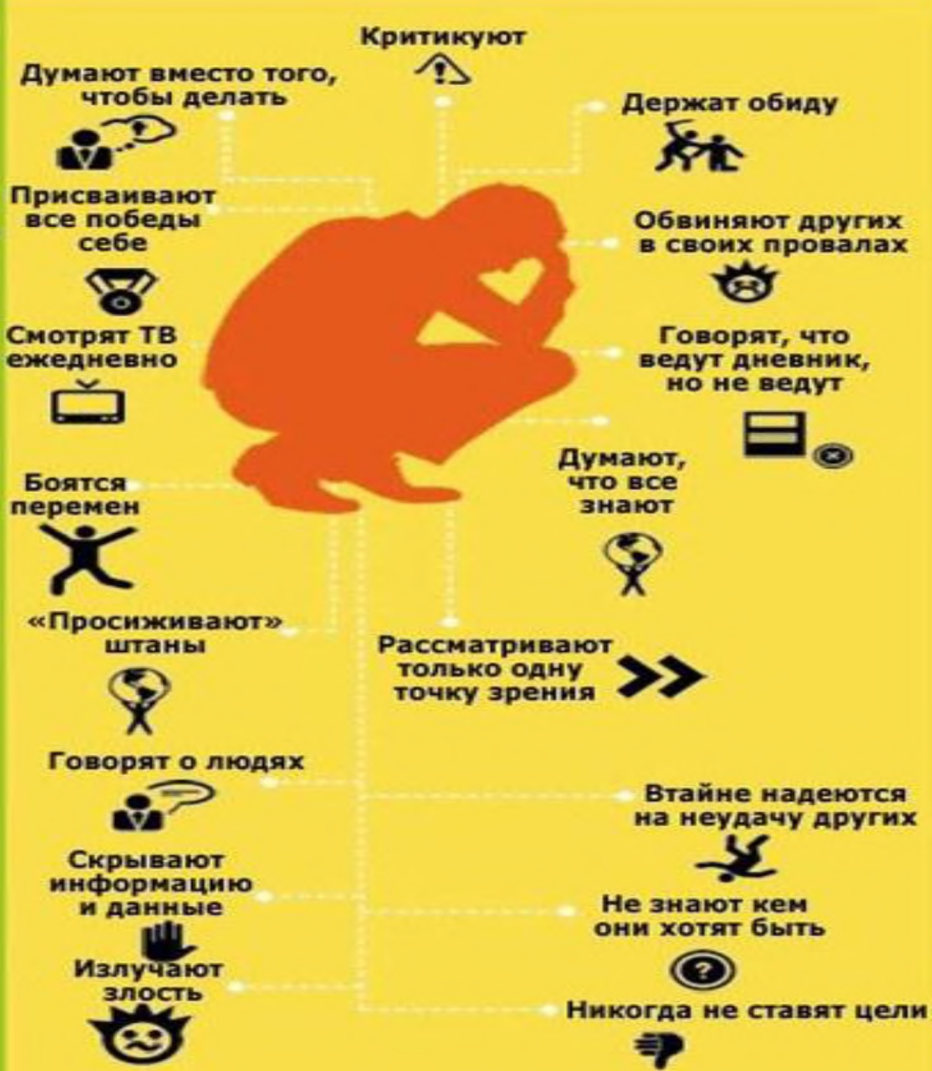 Критикуют
Думают вместо того,
чтобы делать
Держат обиду
Присваивают
все победы
себе
Обвиняют других
в своих провалах
Смотрят ТВ
ежедневно
Говорят, что
ведут дневник,
но не ведут
Боятся
перемен
Думают,
что все
знают
«Просиживают»
штаны
Рассматривают
только одну
точку зрения
Говорят о людях
Втайне надеются
на неудачу других
Скрывают
информацию
и данные
Не знают кем
они хотят быть
Излучают
злость
Никогда не ставят цели